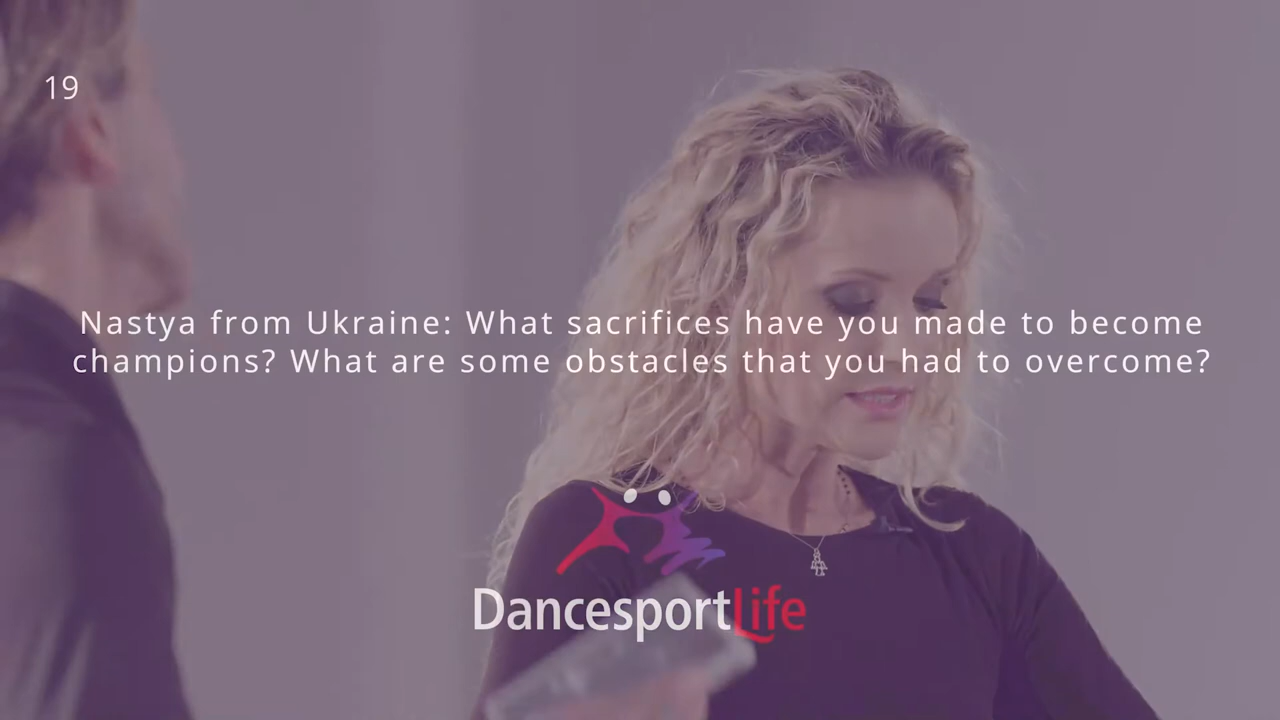 19
Nastya from Ukraine: What sacrifices have you made to become
champions? What are some obstacles that you had to overcome?
DancesportLife